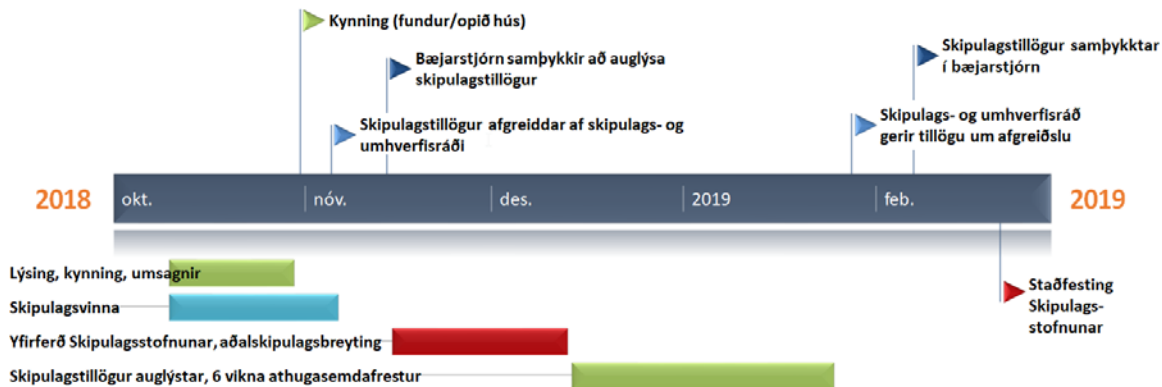 Kynning (fundur/opið hús)
Bæjarstjórn samþykkir að auglýsa
skipulagstillögur
Skipulagstillögur afgreiddar af skipulags- og
umhverfisráði
Skipulagstillögur samþykktar
í bæjarstjórn
Skipulags- og umhverfisráð
gerir tillögu um afgreiðslu
2018
okt.
nóv.
des.
2019
feb.
2019
Lýsing, kynning, umsagnir
Skipulagsvinna
Yfirferð Skipulagsstofnunar, aðalskipulagsbreyting
Skipulagstillögur auglýstar, 6 vikna athugasemdafrestur
Staðfesting
Skipulags-
stofnunar